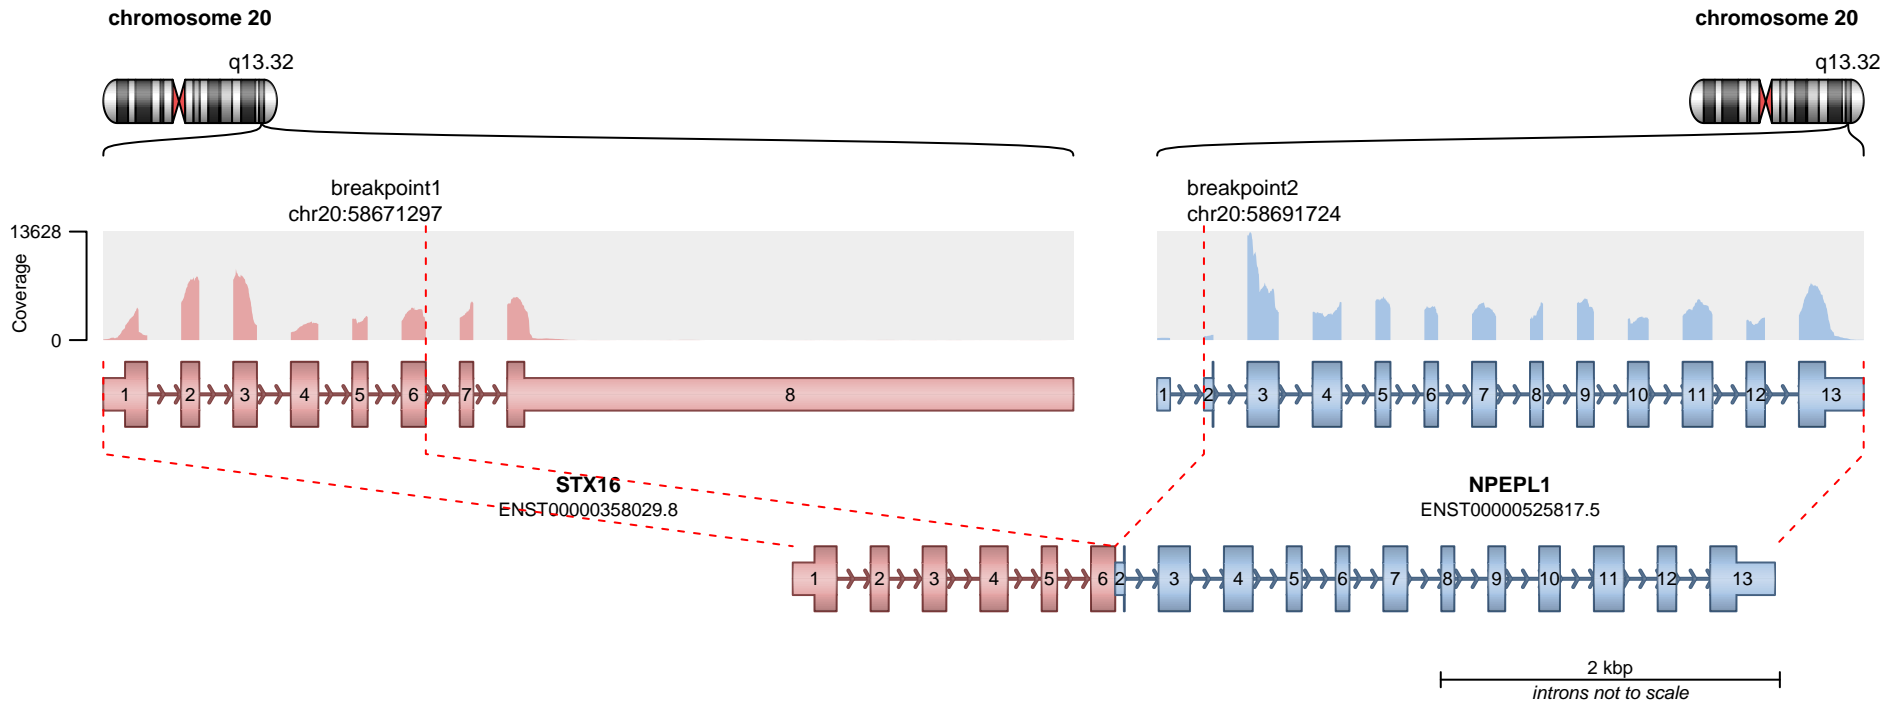 chromosome 20
chromosome 20
q13.32
q13.32
breakpoint1
chr20:58671297
breakpoint2
chr20:58691724
13628
Coverage
0
1 2 3 4 5 6 7 8
1 2 3 4 5 6 7 8 9 10 11 12 13
STX16
ENST00000358029.8
NPEPL1
ENST00000525817.5
1 2 3 4 5 6 2 3 4 5 6 7 8 9 10 11 12 13
2 kbp
introns not to scale